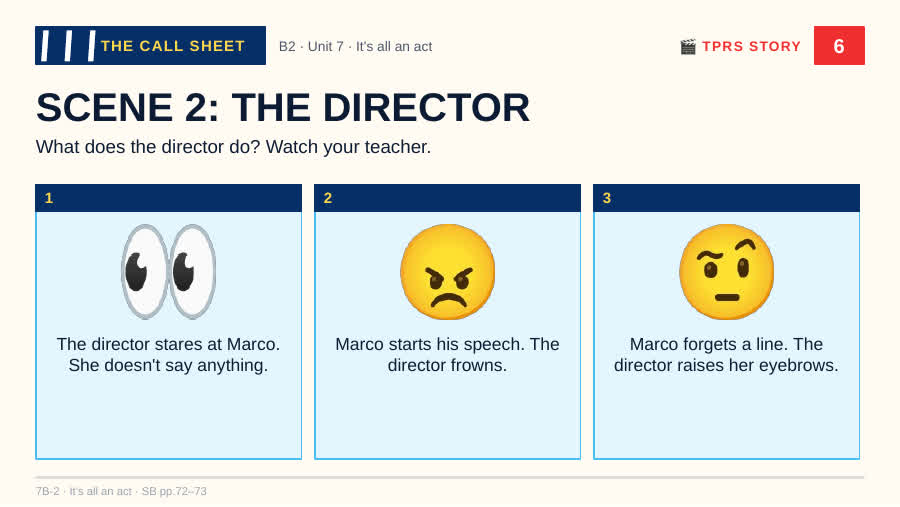 THE CALL SHEET
B2 · Unit 7 · It's all an act
TPRS STORY
6
SCENE 2: THE DIRECTOR
What does the director do? Watch your teacher.
1
The director stares at Marco.
She doesn't say anything.
2
Marco starts his speech. The
director frowns.
3
Marco forgets a line. The
director raises her eyebrows.
7B-2 · It's all an act · SB pp.72–73